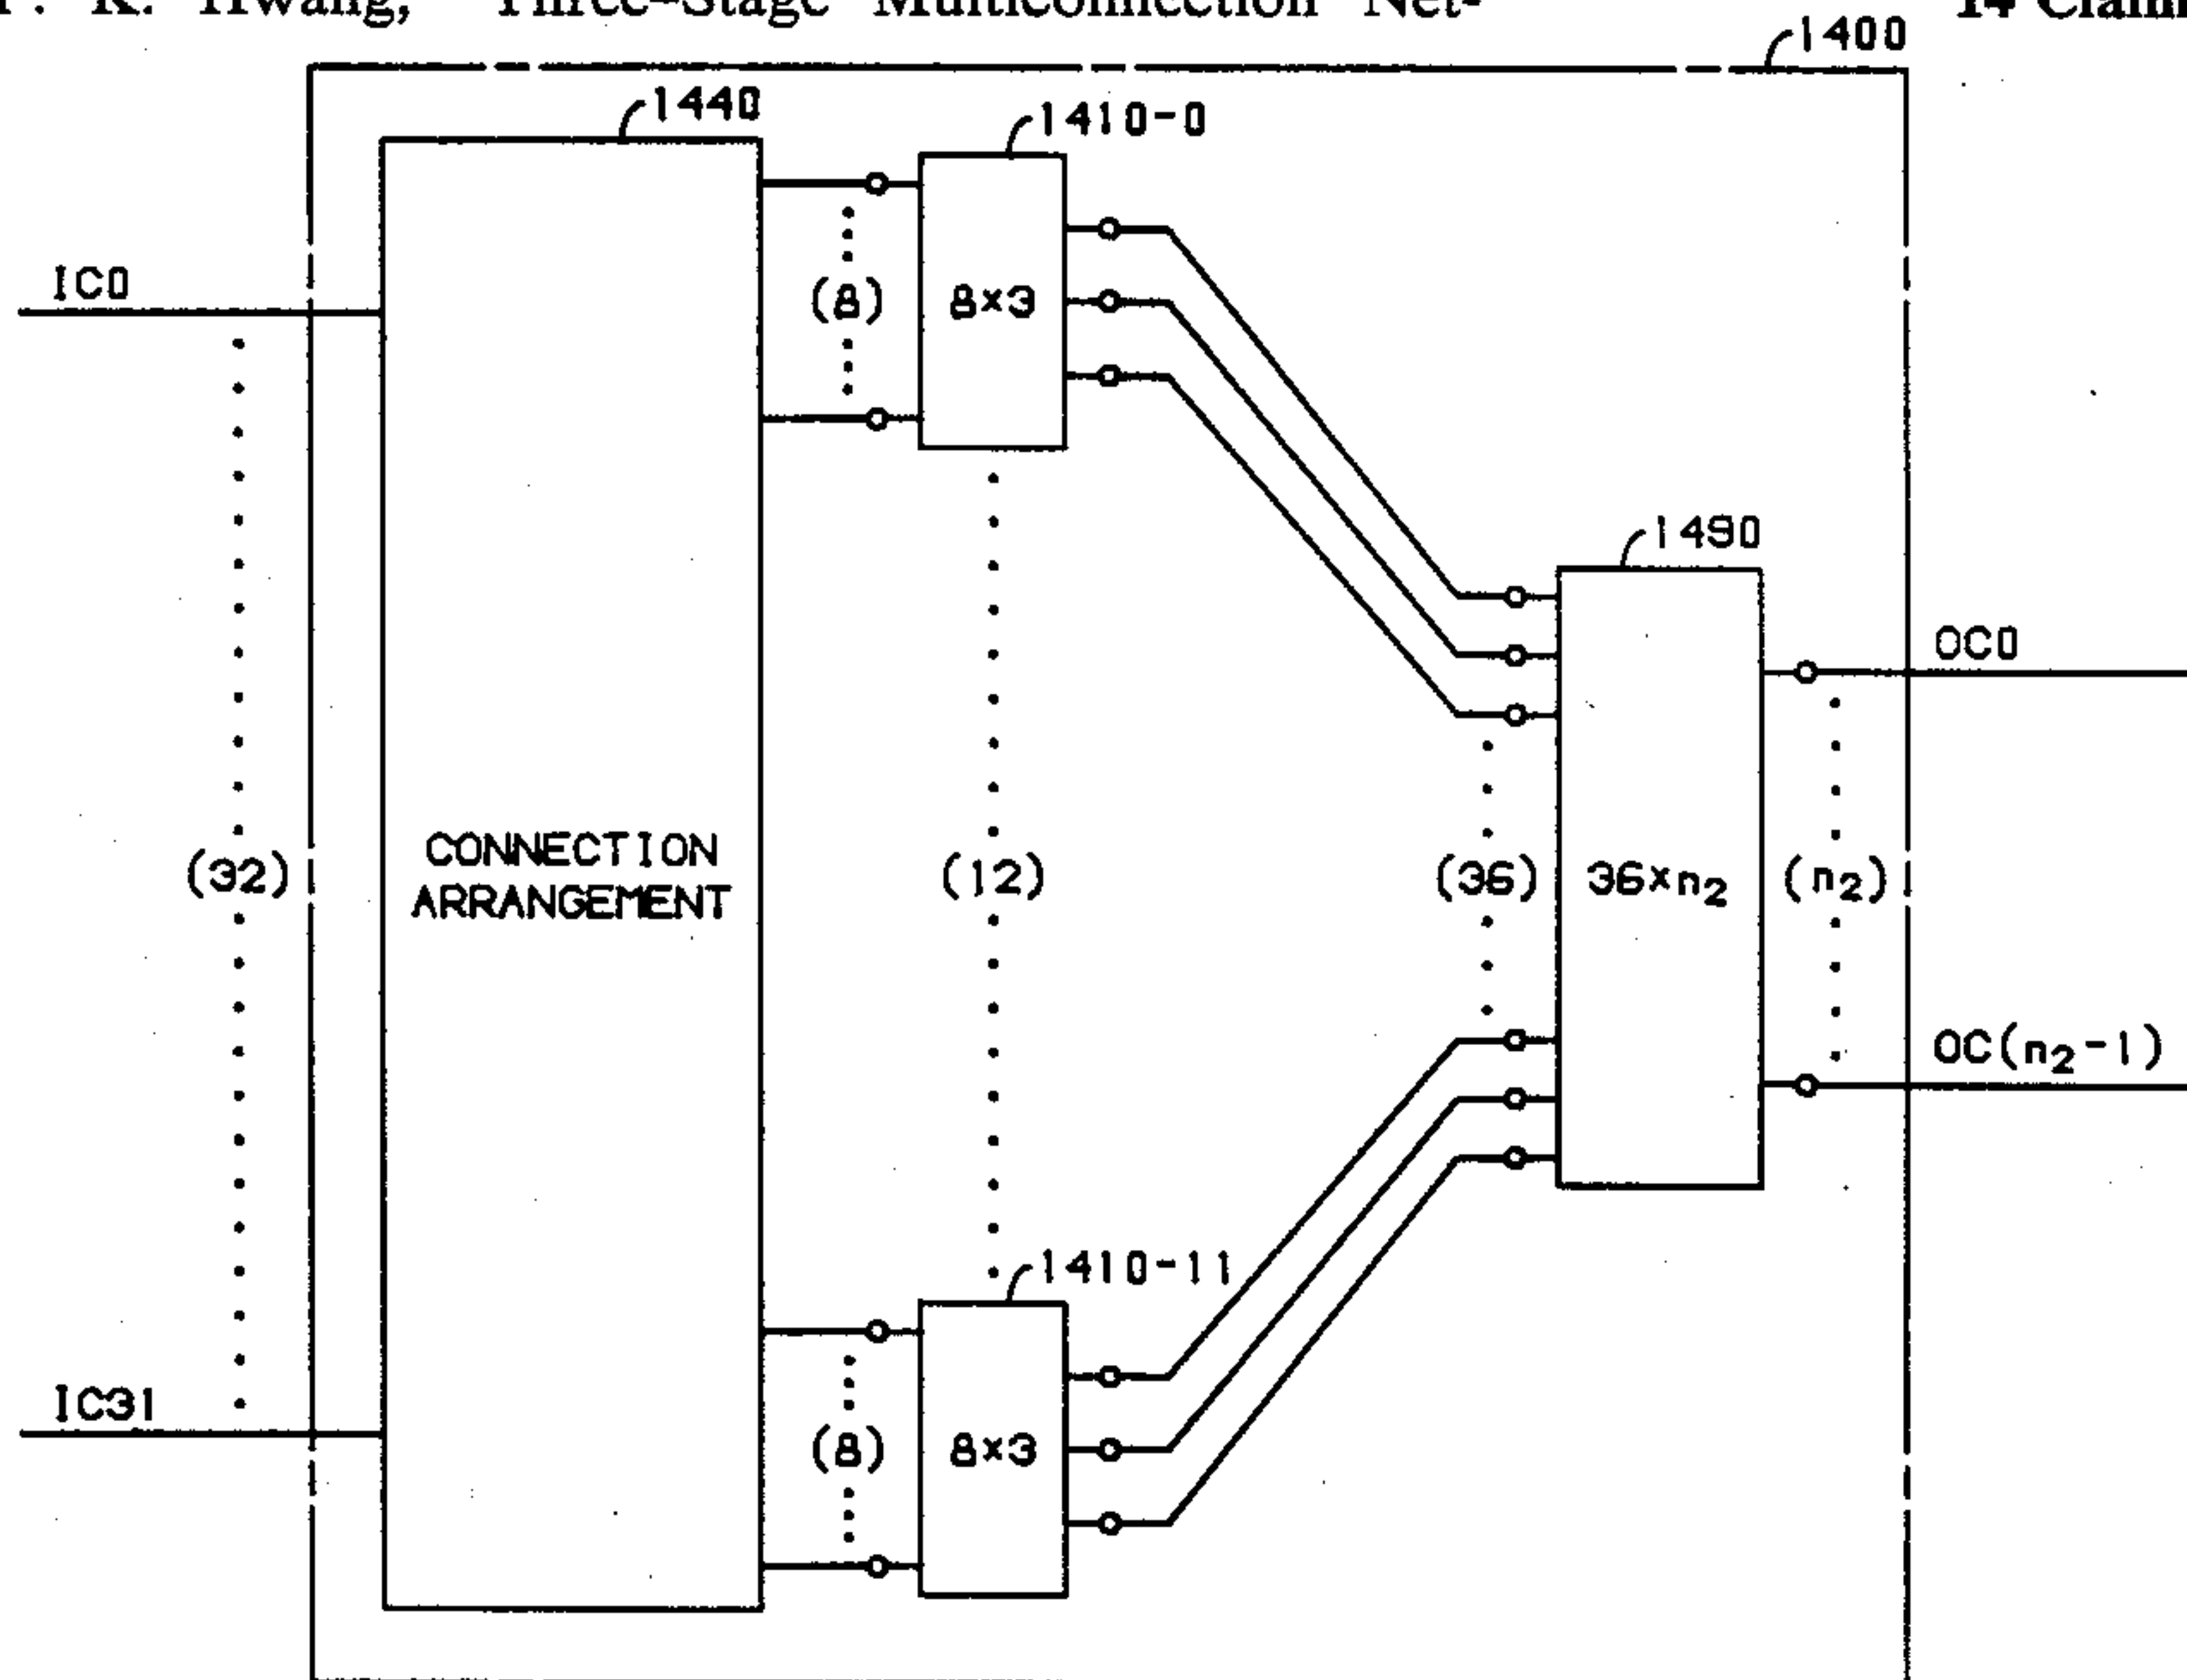 K. Hwang, "Three-Stage Multiconnection Net-
14 Claim
1400
1440
1410-0
IC0
(8)
8×3
1490
OC0
CONNECTION
ARRANGEMENT
(32)
(12)
(36)
36×n₂
(n₂)
OC(n₂-1)
1410-11
IC31
(8)
8×3